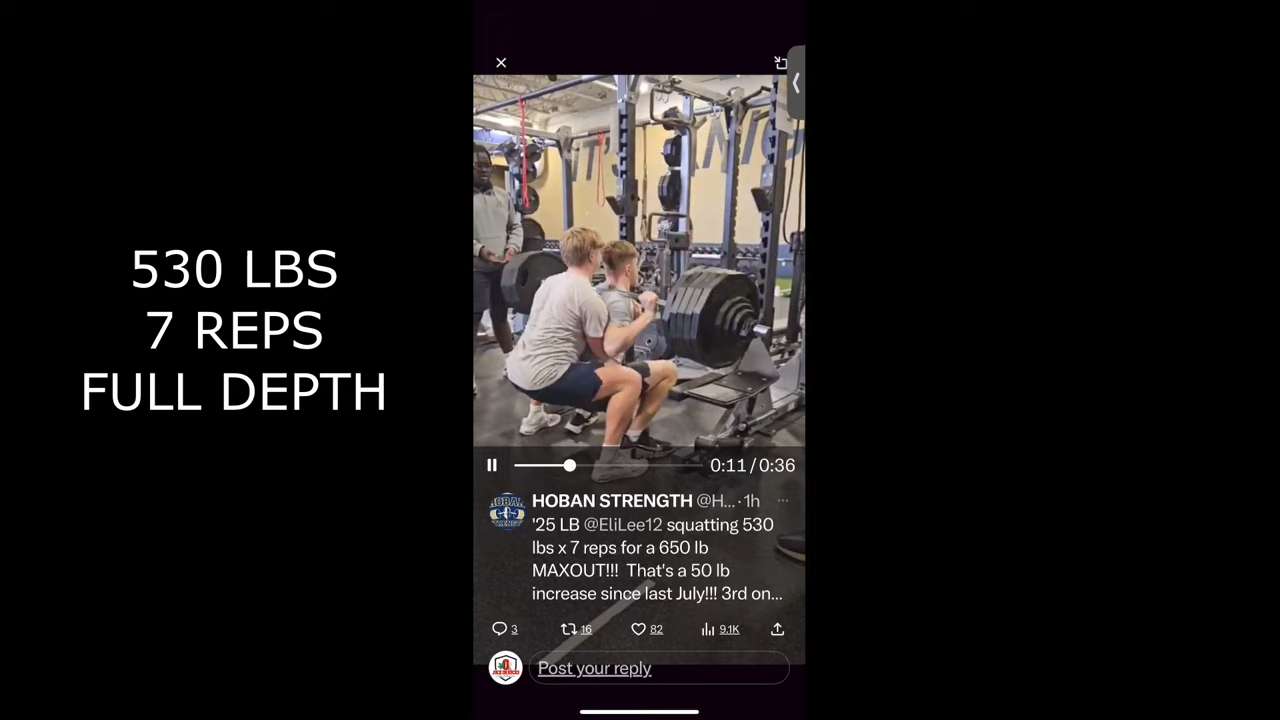 530 LBS
7 REPS
FULL DEPTH
0:11 / 0:36
HOBAN STRENGTH @H... · 1h
'25 LB @EliLee12 squatting 530
lbs x 7 reps for a 650 lb
MAXOUT!!! That's a 50 lb
increase since last July!!! 3rd on...
3 16 82 9.1K
Post your reply